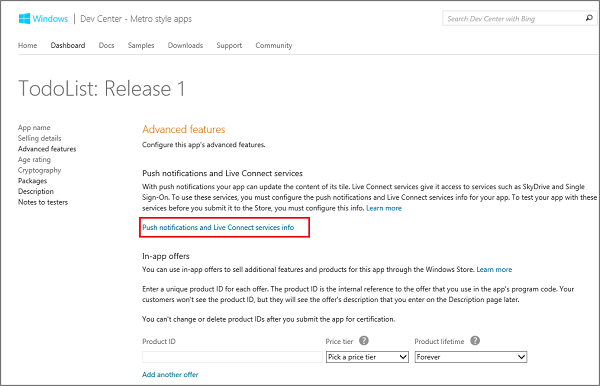 Windows | Dev Center - Metro style apps
Search Dev Center with Bing
Home Dashboard Docs Samples Downloads Support Community
TodoList: Release 1
App name
Selling details
Advanced features
Age rating
Cryptography
Packages
Description
Notes to testers
Advanced features
Configure this app's advanced features.
Push notifications and Live Connect services
With push notifications your app can update the content of its tile. Live Connect services give it access to services such as SkyDrive and Single
Sign-On. To use these services, you must configure the push notifications and Live Connect services info for your app. To test your app with these
services before you submit it to the Store, you must configure this info. Learn more
Push notifications and Live Connect services info
In-app offers
You can use in-app offers to sell additional features and products for this app through the Windows Store. Learn more
Enter a unique product ID for each offer. The product ID is the internal reference to the offer that you use in the app's program code. Your
customers won't see the product ID, but they will see the offer's description that you enter on the Description page later.
You can't change or delete product IDs after you submit the app for certification.
Product ID Price tier ? Product lifetime ?
Pick a price tier Forever
Add another offer